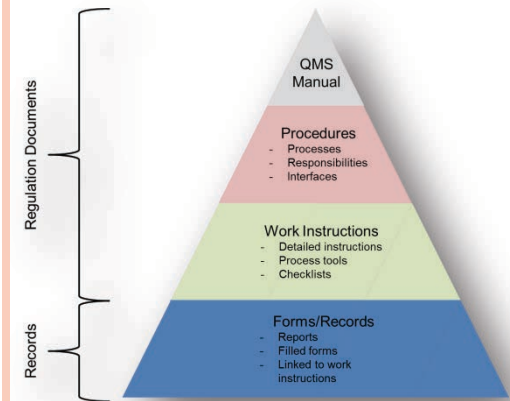 QMS
Manual
Procedures
- Processes
- Responsibilities
- Interfaces
Work Instructions
- Detailed instructions
- Process tools
- Checklists
Forms/Records
- Reports
- Filled forms
- Linked to work
instructions
Regulation Documents
Records